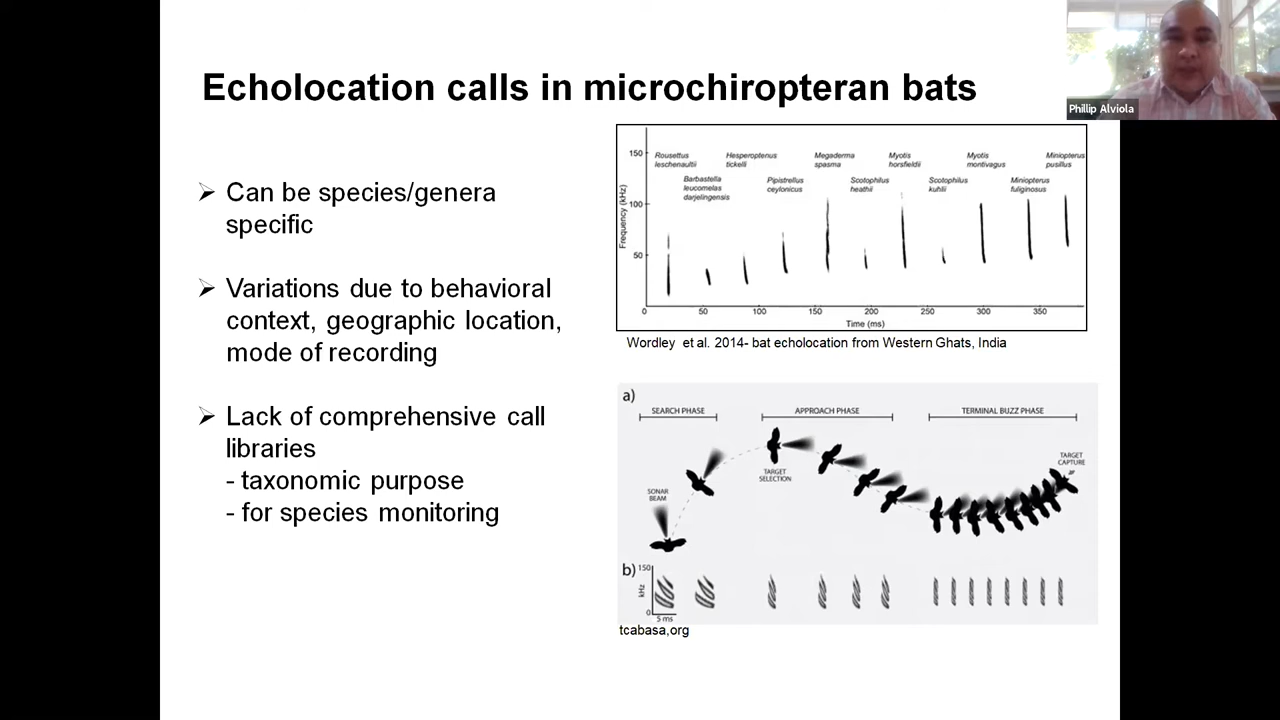 Echolocation calls in microchiropteran bats
Phillip Alviola
➢ Can be species/genera
specific
➢ Variations due to behavioral
context, geographic location,
mode of recording
➢ Lack of comprehensive call
libraries
- taxonomic purpose
- for species monitoring
Frequency (kHz)
150
100
50
Rousettus
leschenaultii
Barbastella
leucomelas
darjelingensis
Hesperoptenus
tickelli
Pipistrellus
ceylonicus
Megaderma
spasma
Scotophilus
heathii
Myotis
horsfieldii
Scotophilus
kuhlii
Myotis
montivagus
Miniopterus
fuliginosus
Miniopterus
pusillus
0 50 100 150 200 250 300 350
Time (ms)
Wordley et al. 2014- bat echolocation from Western Ghats, India
a)
SEARCH PHASE
APPROACH PHASE
TERMINAL BUZZ PHASE
SONAR
BEAM
TARGET
SELECTION
TARGET
CAPTURE
b)
150
kHz
0
5 ms
tcabasa,org